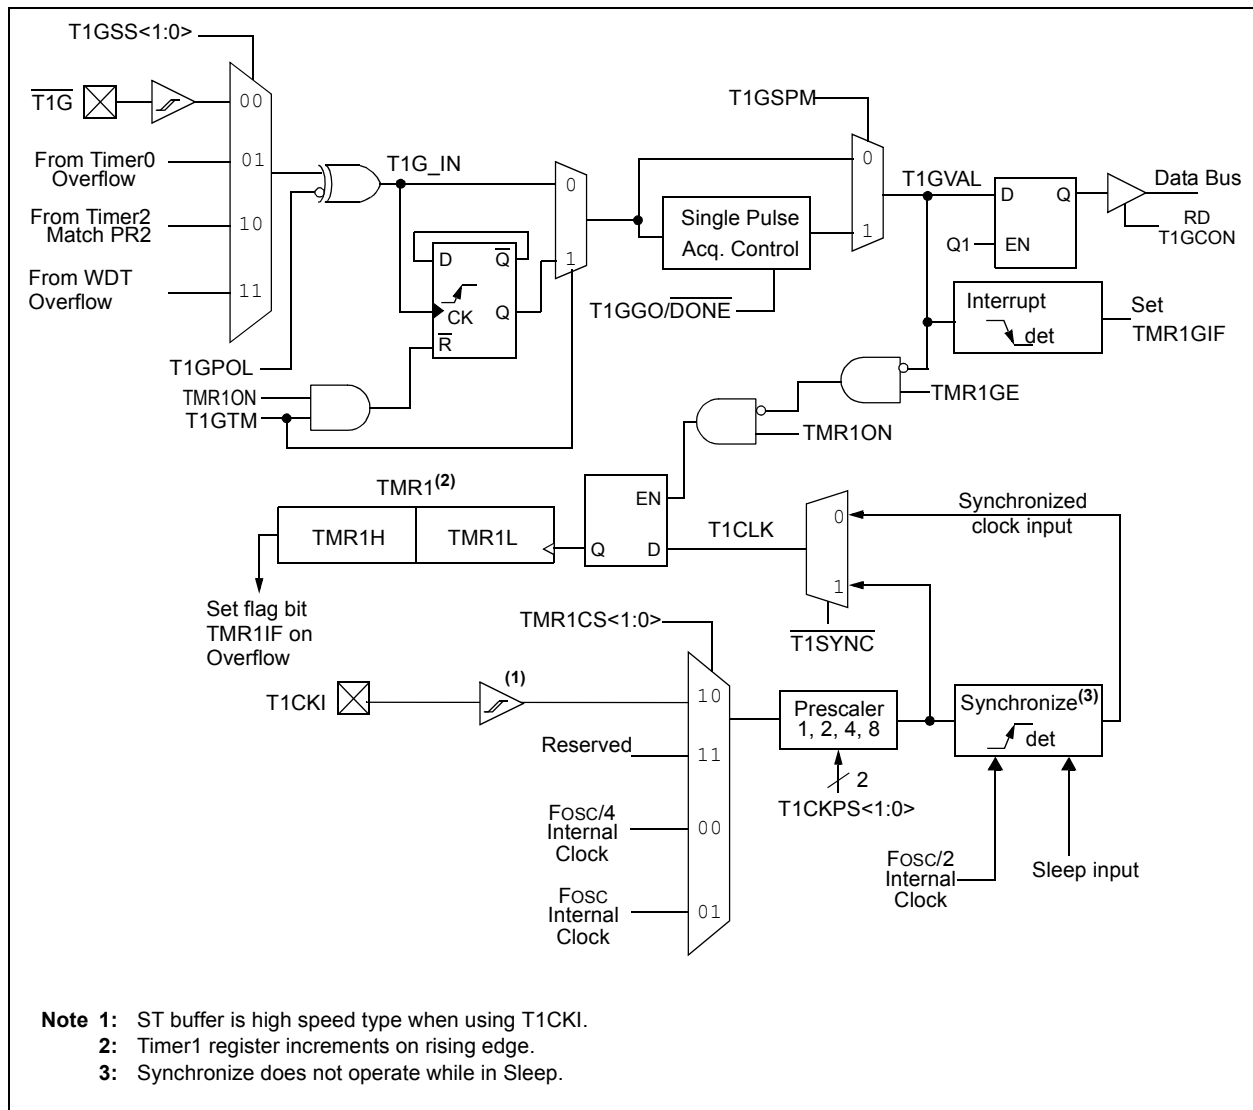 T1GSS<1:0>
T1G
00
From Timer0
Overflow
01
From Timer2
Match PR2
10
From WDT
Overflow
11
T1GPOL
TMR1ON
T1GTM
T1G_IN
D
Q
CK
Q
R
0
1
T1GSPM
Single Pulse
Acq. Control
T1GGO/DONE
0
1
T1GVAL
D
Q
Q1
EN
Data Bus
RD
T1GCON
Interrupt
det
Set
TMR1GIF
TMR1GE
TMR1ON
TMR1(2)
TMR1H
TMR1L
EN
Q
D
T1CLK
0
1
T1SYNC
Synchronized
clock input
Set flag bit
TMR1IF on
Overflow
TMR1CS<1:0>
T1CKI
(1)
10
Reserved
11
FOSC/4
Internal
Clock
00
FOSC
Internal
Clock
01
Prescaler
1, 2, 4, 8
2
T1CKPS<1:0>
Synchronize(3)
det
FOSC/2
Internal
Clock
Sleep input
Note 1: ST buffer is high speed type when using T1CKI.
2: Timer1 register increments on rising edge.
3: Synchronize does not operate while in Sleep.